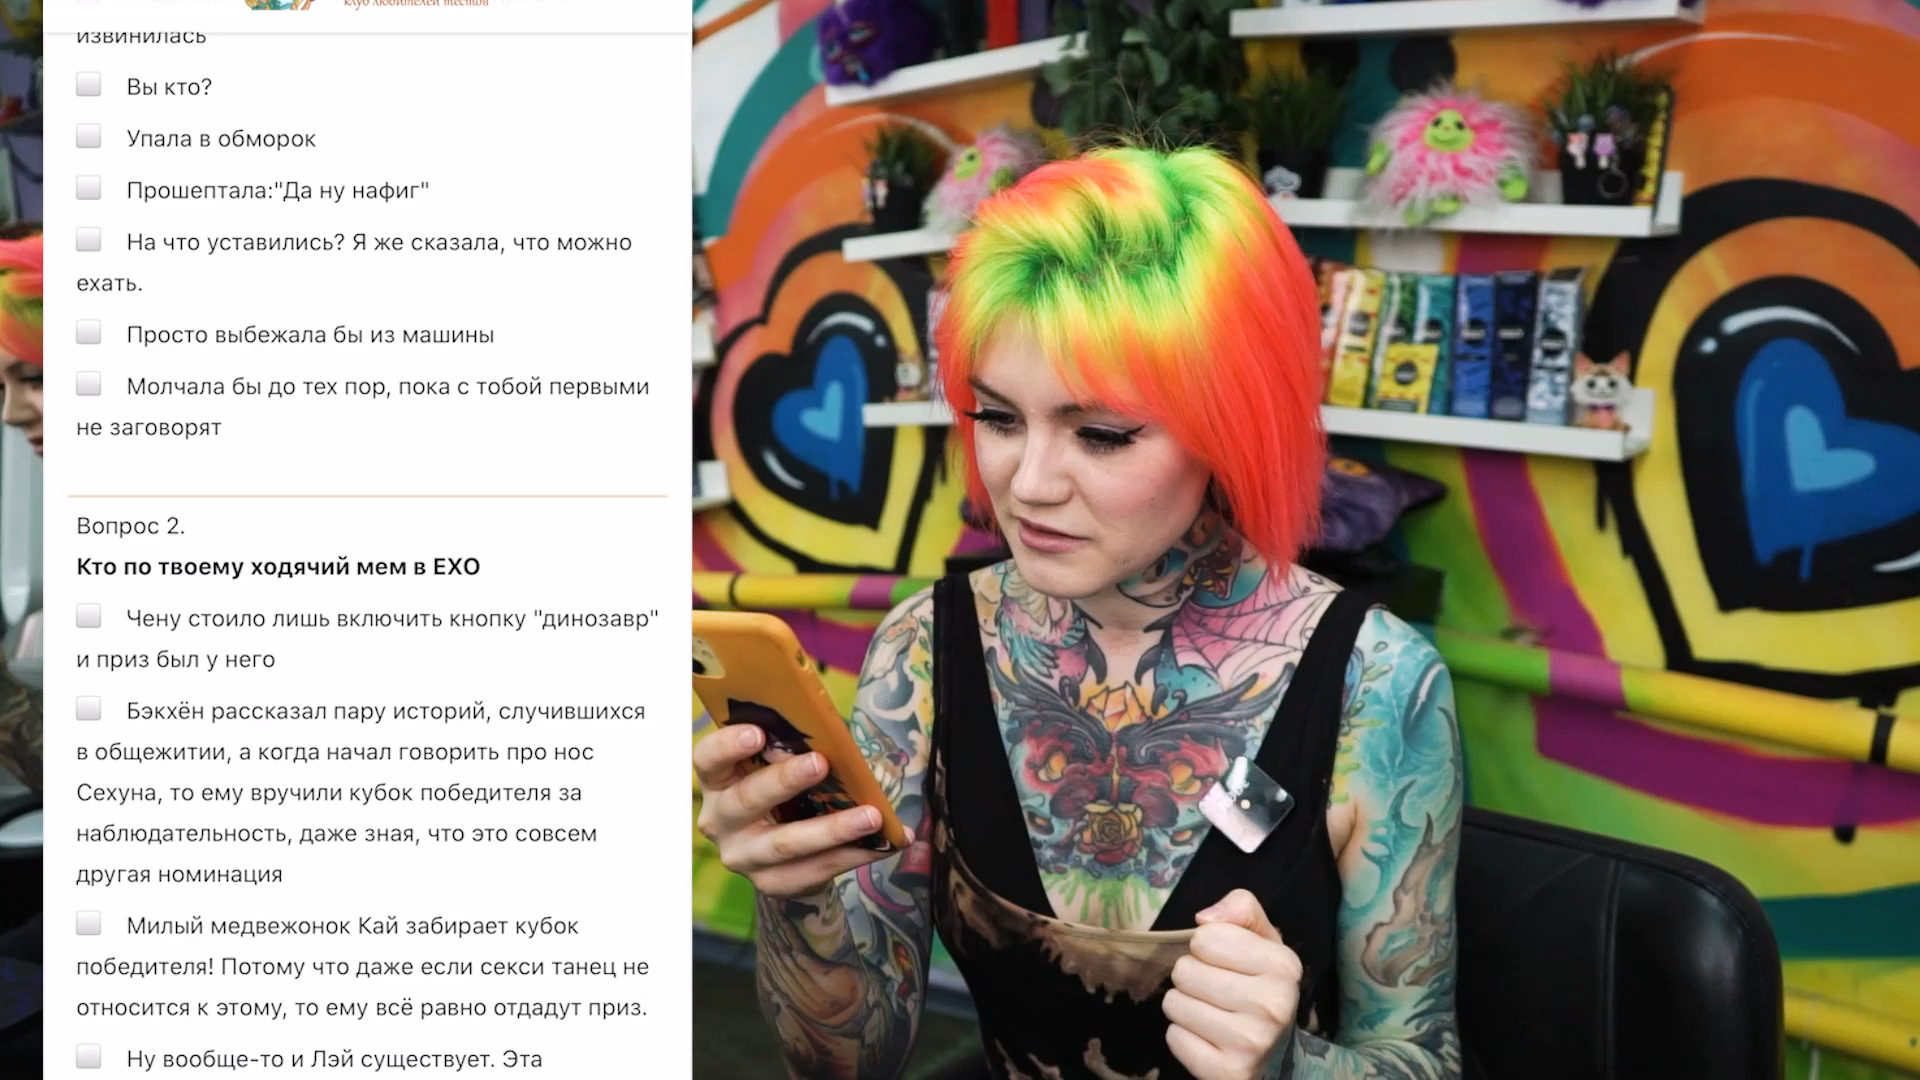 клуб любителей тестов
извинилась
Вы кто?
Упала в обморок
Прошептала:"Да ну нафиг"
На что уставились? Я же сказала, что можно
ехать.
Просто выбежала бы из машины
Молчала бы до тех пор, пока с тобой первыми
не заговорят
Вопрос 2.
Кто по твоему ходячий мем в EXO
Чену стоило лишь включить кнопку "динозавр"
и приз был у него
Бэкхён рассказал пару историй, случившихся
в общежитии, а когда начал говорить про нос
Сехуна, то ему вручили кубок победителя за
наблюдательность, даже зная, что это совсем
другая номинация
Милый медвежонок Кай забирает кубок
победителя! Потому что даже если секси танец не
относится к этому, то ему всё равно отдадут приз.
Ну вообще-то и Лэй существует. Эта